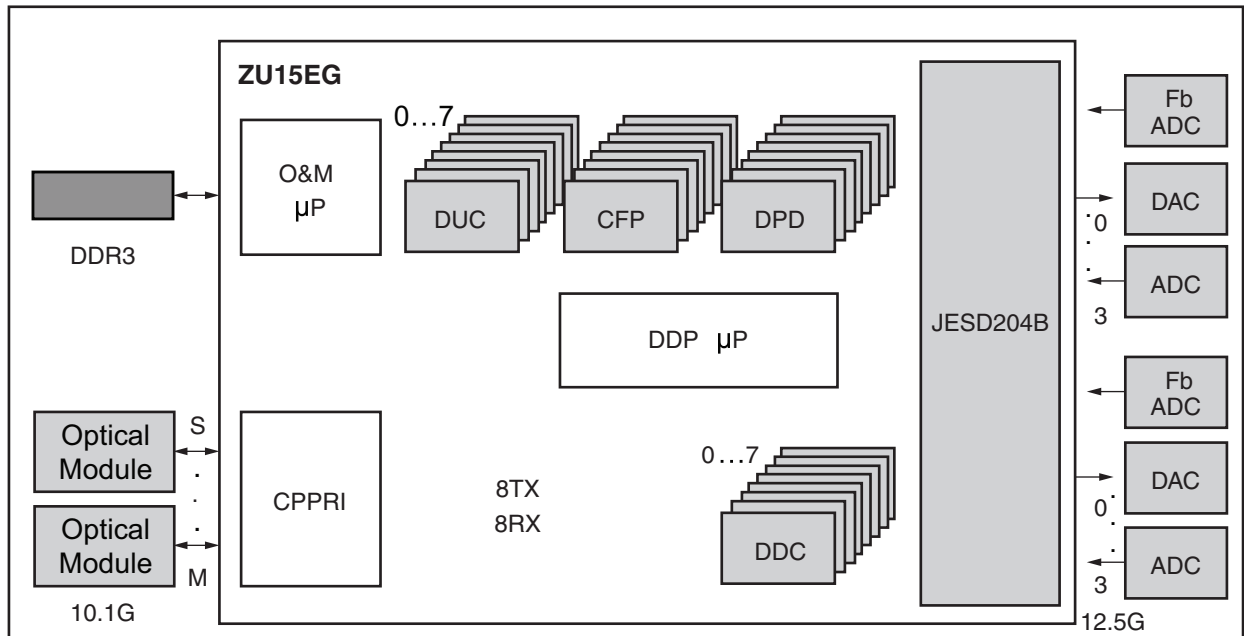 ZU15EG
0...7
O&M
µP
DUC
CFP
DPD
DDR3
DDP µP
JESD204B
Fb
ADC
DAC
0
.
.
.
3
ADC
Optical
Module
S
.
.
.
M
Optical
Module
10.1G
CPPRI
8TX
8RX
0...7
DDC
Fb
ADC
DAC
0
.
.
.
3
ADC
12.5G